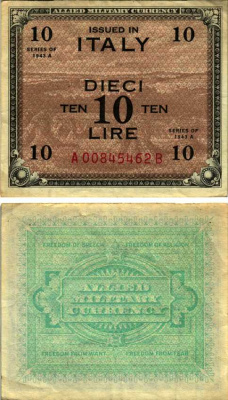 ALLIED MILITARY CURRENCY
10 ISSUED IN 10
ITALY
SERIES OF
1943 A
DIECI
TEN 10 TEN
LIRE
SERIES OF
1943 A
10 10
A00845462B
FREEDOM OF SPEECH FREEDOM OF RELIGION
ALLIED
MILITARY
CURRENCY
FREEDOM FROM WANT FREEDOM FROM FEAR